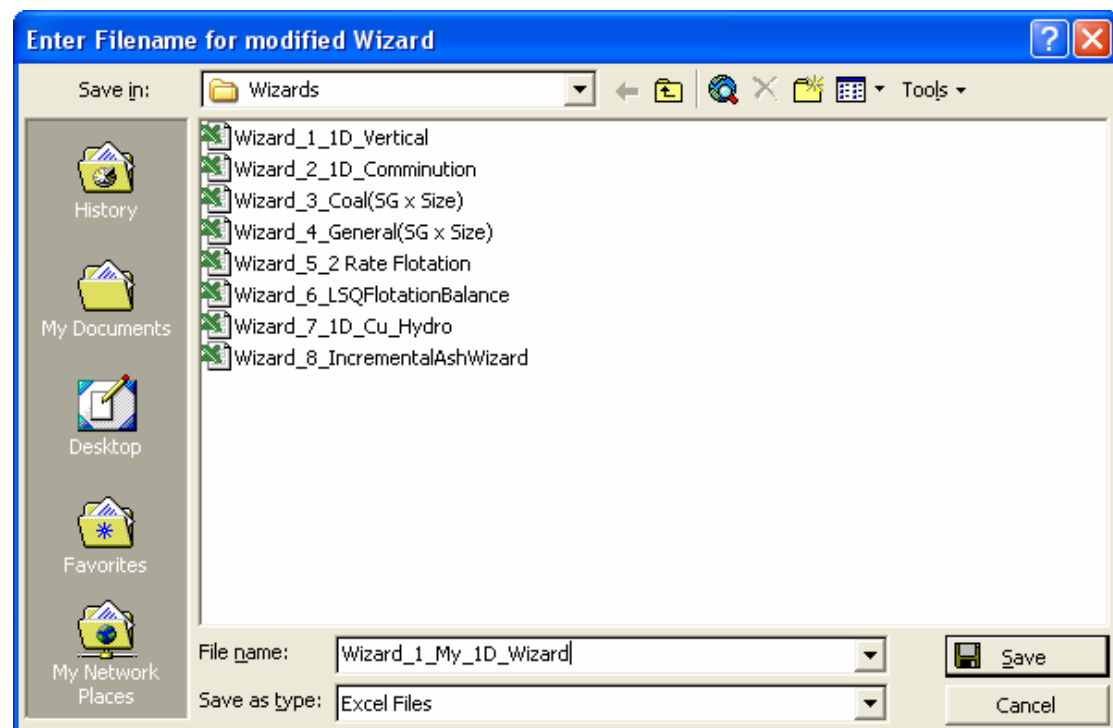 Enter Filename for modified Wizard
Save in:
Wizards
Tools
History
My Documents
Desktop
Favorites
My Network
Places
Wizard_1_1D_Vertical
Wizard_2_1D_Comminution
Wizard_3_Coal(SG x Size)
Wizard_4_General(SG x Size)
Wizard_5_2 Rate Flotation
Wizard_6_LSQFlotationBalance
Wizard_7_1D_Cu_Hydro
Wizard_8_IncrementalAshWizard
File name:
Wizard_1_My_1D_Wizard
Save
Save as type:
Excel Files
Cancel